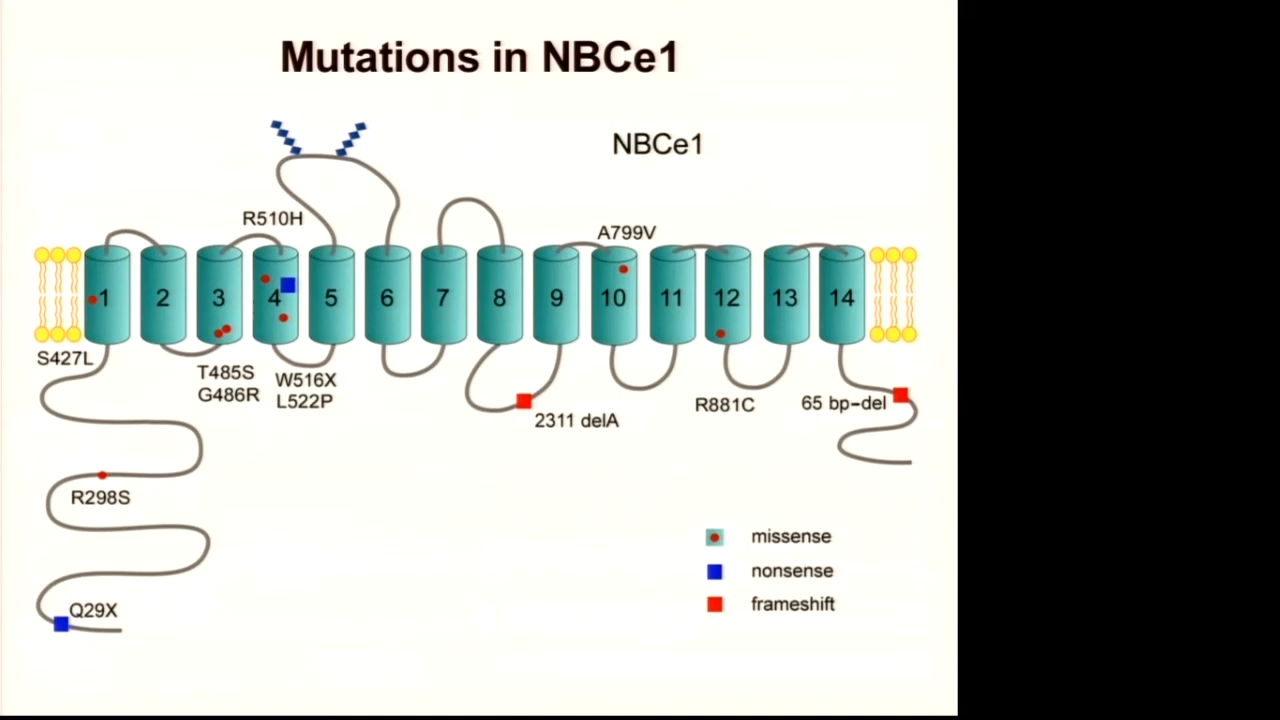 Mutations in NBCe1
NBCe1
R510H
A799V
1 2 3 4 5 6 7 8 9 10 11 12 13 14
S427L
T485S
G486R
W516X
L522P
2311 delA
R881C
65 bp-del
R298S
Q29X
missense
nonsense
frameshift